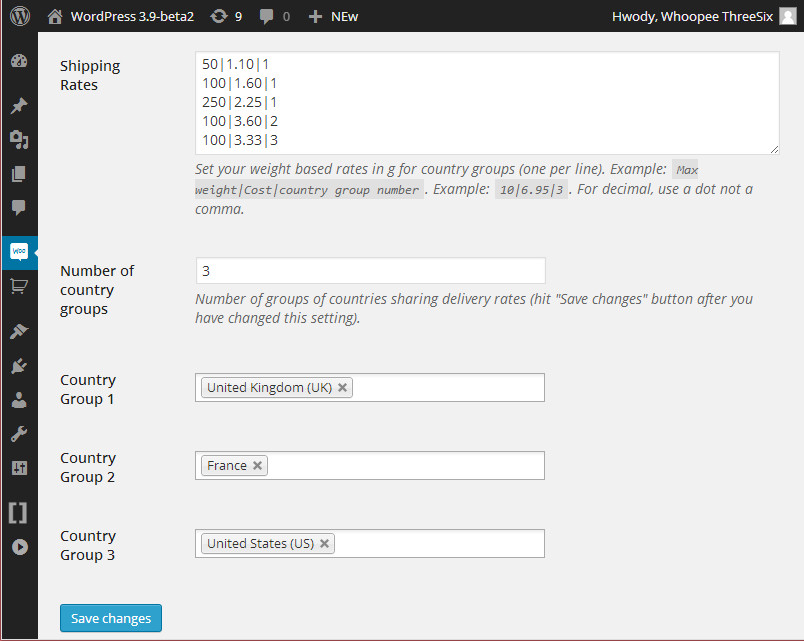 WordPress 3.9-beta2 9 0 + NEw Hwody, Whoopee ThreeSix
Shipping
Rates
50|1.10|1
100|1.60|1
250|2.25|1
100|3.60|2
100|3.33|3
Set your weight based rates in g for country groups (one per line). Example: Max
weight|Cost|country group number . Example: 10|6.95|3 . For decimal, use a dot not a
comma.
Number of
country
groups
3
Number of groups of countries sharing delivery rates (hit "Save changes" button after you
have changed this setting).
Country
Group 1
United Kingdom (UK) ×
Country
Group 2
France ×
Country
Group 3
United States (US) ×
Save changes